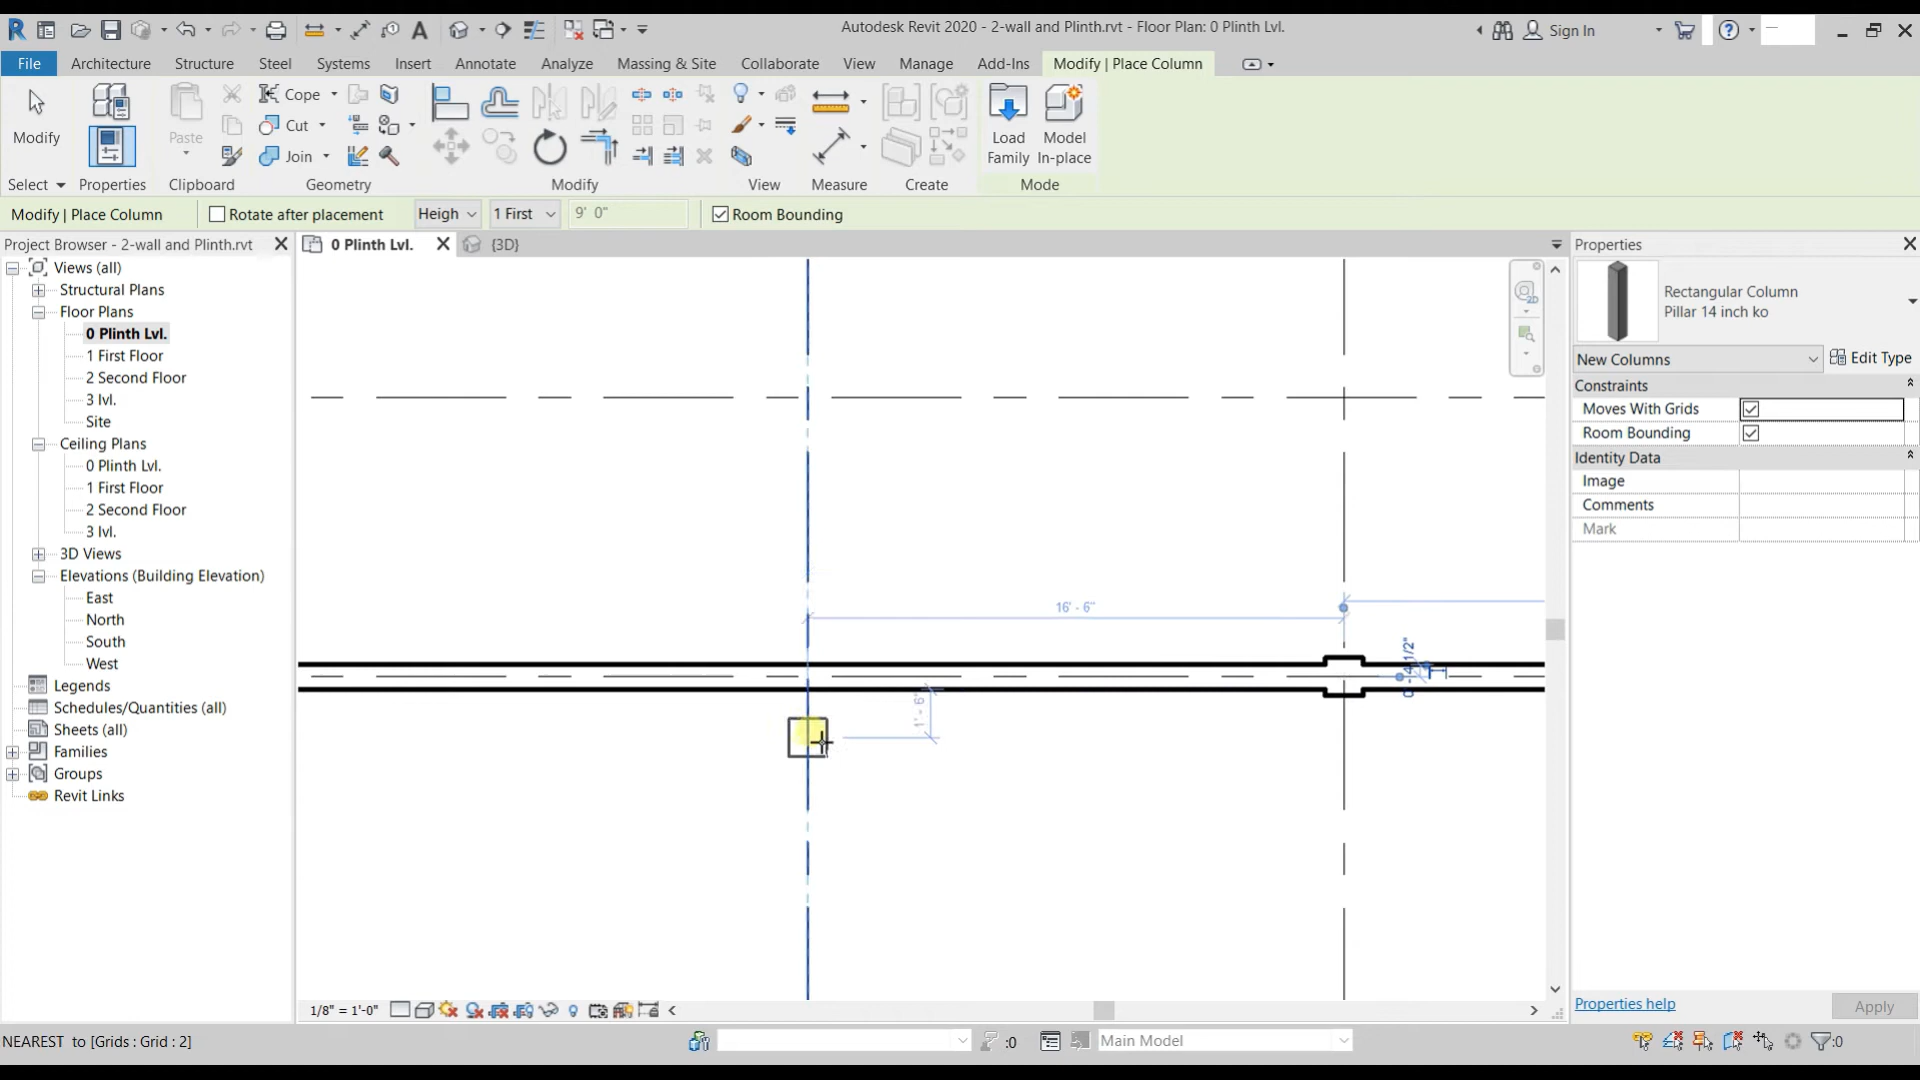 Autodesk Revit 2020 - 2-wall and Plinth.rvt - Floor Plan: 0 Plinth Lvl.
Sign In
File Architecture Structure Steel Systems Insert Annotate Analyze Massing & Site Collaborate View Manage Add-Ins Modify | Place Column
Modify
Paste
Cope
Cut
Join
Load Family
Model In-place
Select Properties Clipboard Geometry Modify View Measure Create Mode
Modify | Place Column Rotate after placement Heigh 1 First 9' 0" Room Bounding
Project Browser - 2-wall and Plinth.rvt
Views (all)
Structural Plans
Floor Plans
0 Plinth Lvl.
1 First Floor
2 Second Floor
3 lvl.
Site
Ceiling Plans
0 Plinth Lvl.
1 First Floor
2 Second Floor
3 lvl.
3D Views
Elevations (Building Elevation)
East
North
South
West
Legends
Schedules/Quantities (all)
Sheets (all)
Families
Groups
Revit Links
0 Plinth Lvl. {3D}
16' - 6"
0' - 4 1/2"
1' - 6"
1/8" = 1'-0"
Properties
Rectangular Column
Pillar 14 inch ko
New Columns Edit Type
Constraints
Moves With Grids
Room Bounding
Identity Data
Image
Comments
Mark
Properties help Apply
NEAREST to [Grids : Grid : 2] :0 Main Model :0